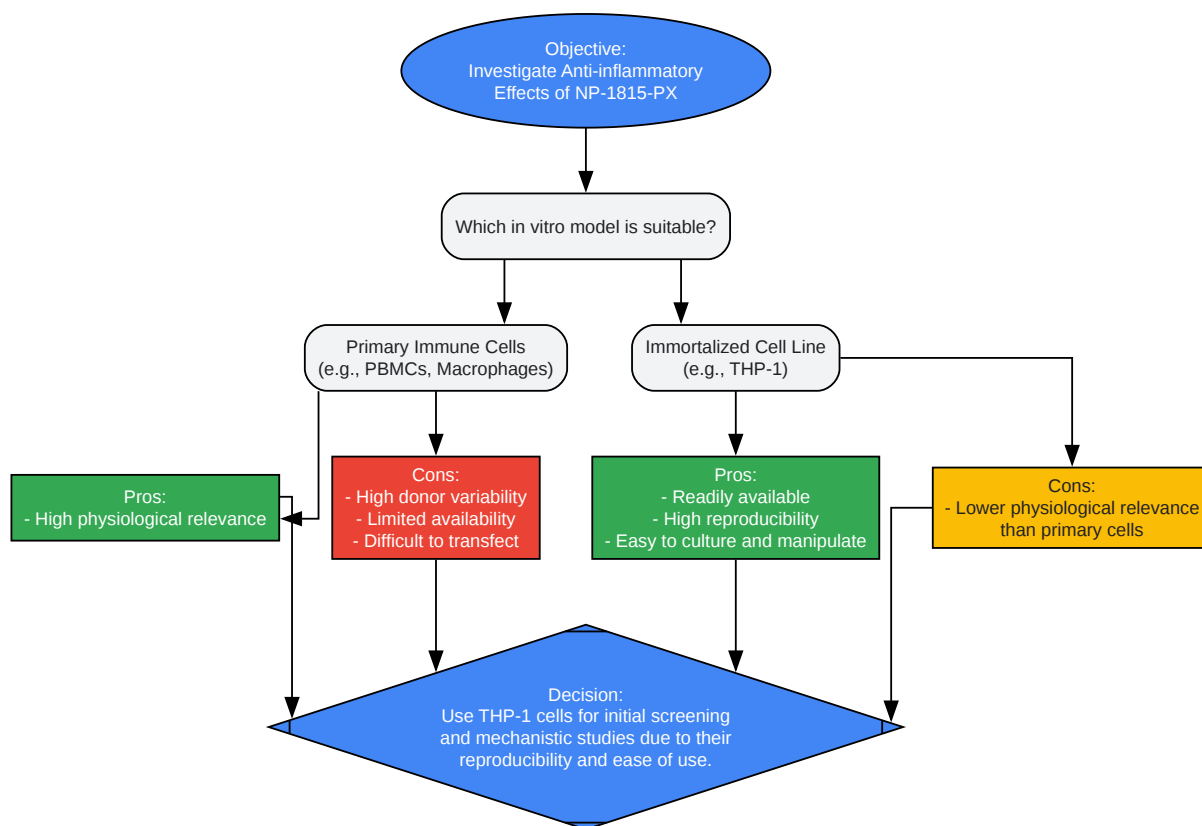 Objective:
Investigate Anti-inflammatory
Effects of NP-1815-PX
Which in vitro model is suitable?
Primary Immune Cells
(e.g., PBMCs, Macrophages)
Immortalized Cell Line
(e.g., THP-1)
Pros:
- High physiological relevance
Cons:
- High donor variability
- Limited availability
- Difficult to transfect
Pros:
- Readily available
- High reproducibility
- Easy to culture and manipulate
Cons:
- Lower physiological relevance
than primary cells
Decision:
Use THP-1 cells for initial screening
and mechanistic studies due to their
reproducibility and ease of use.